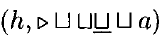 (h, ▹ ⊔ ⊔⊔̲ ⊔ a)